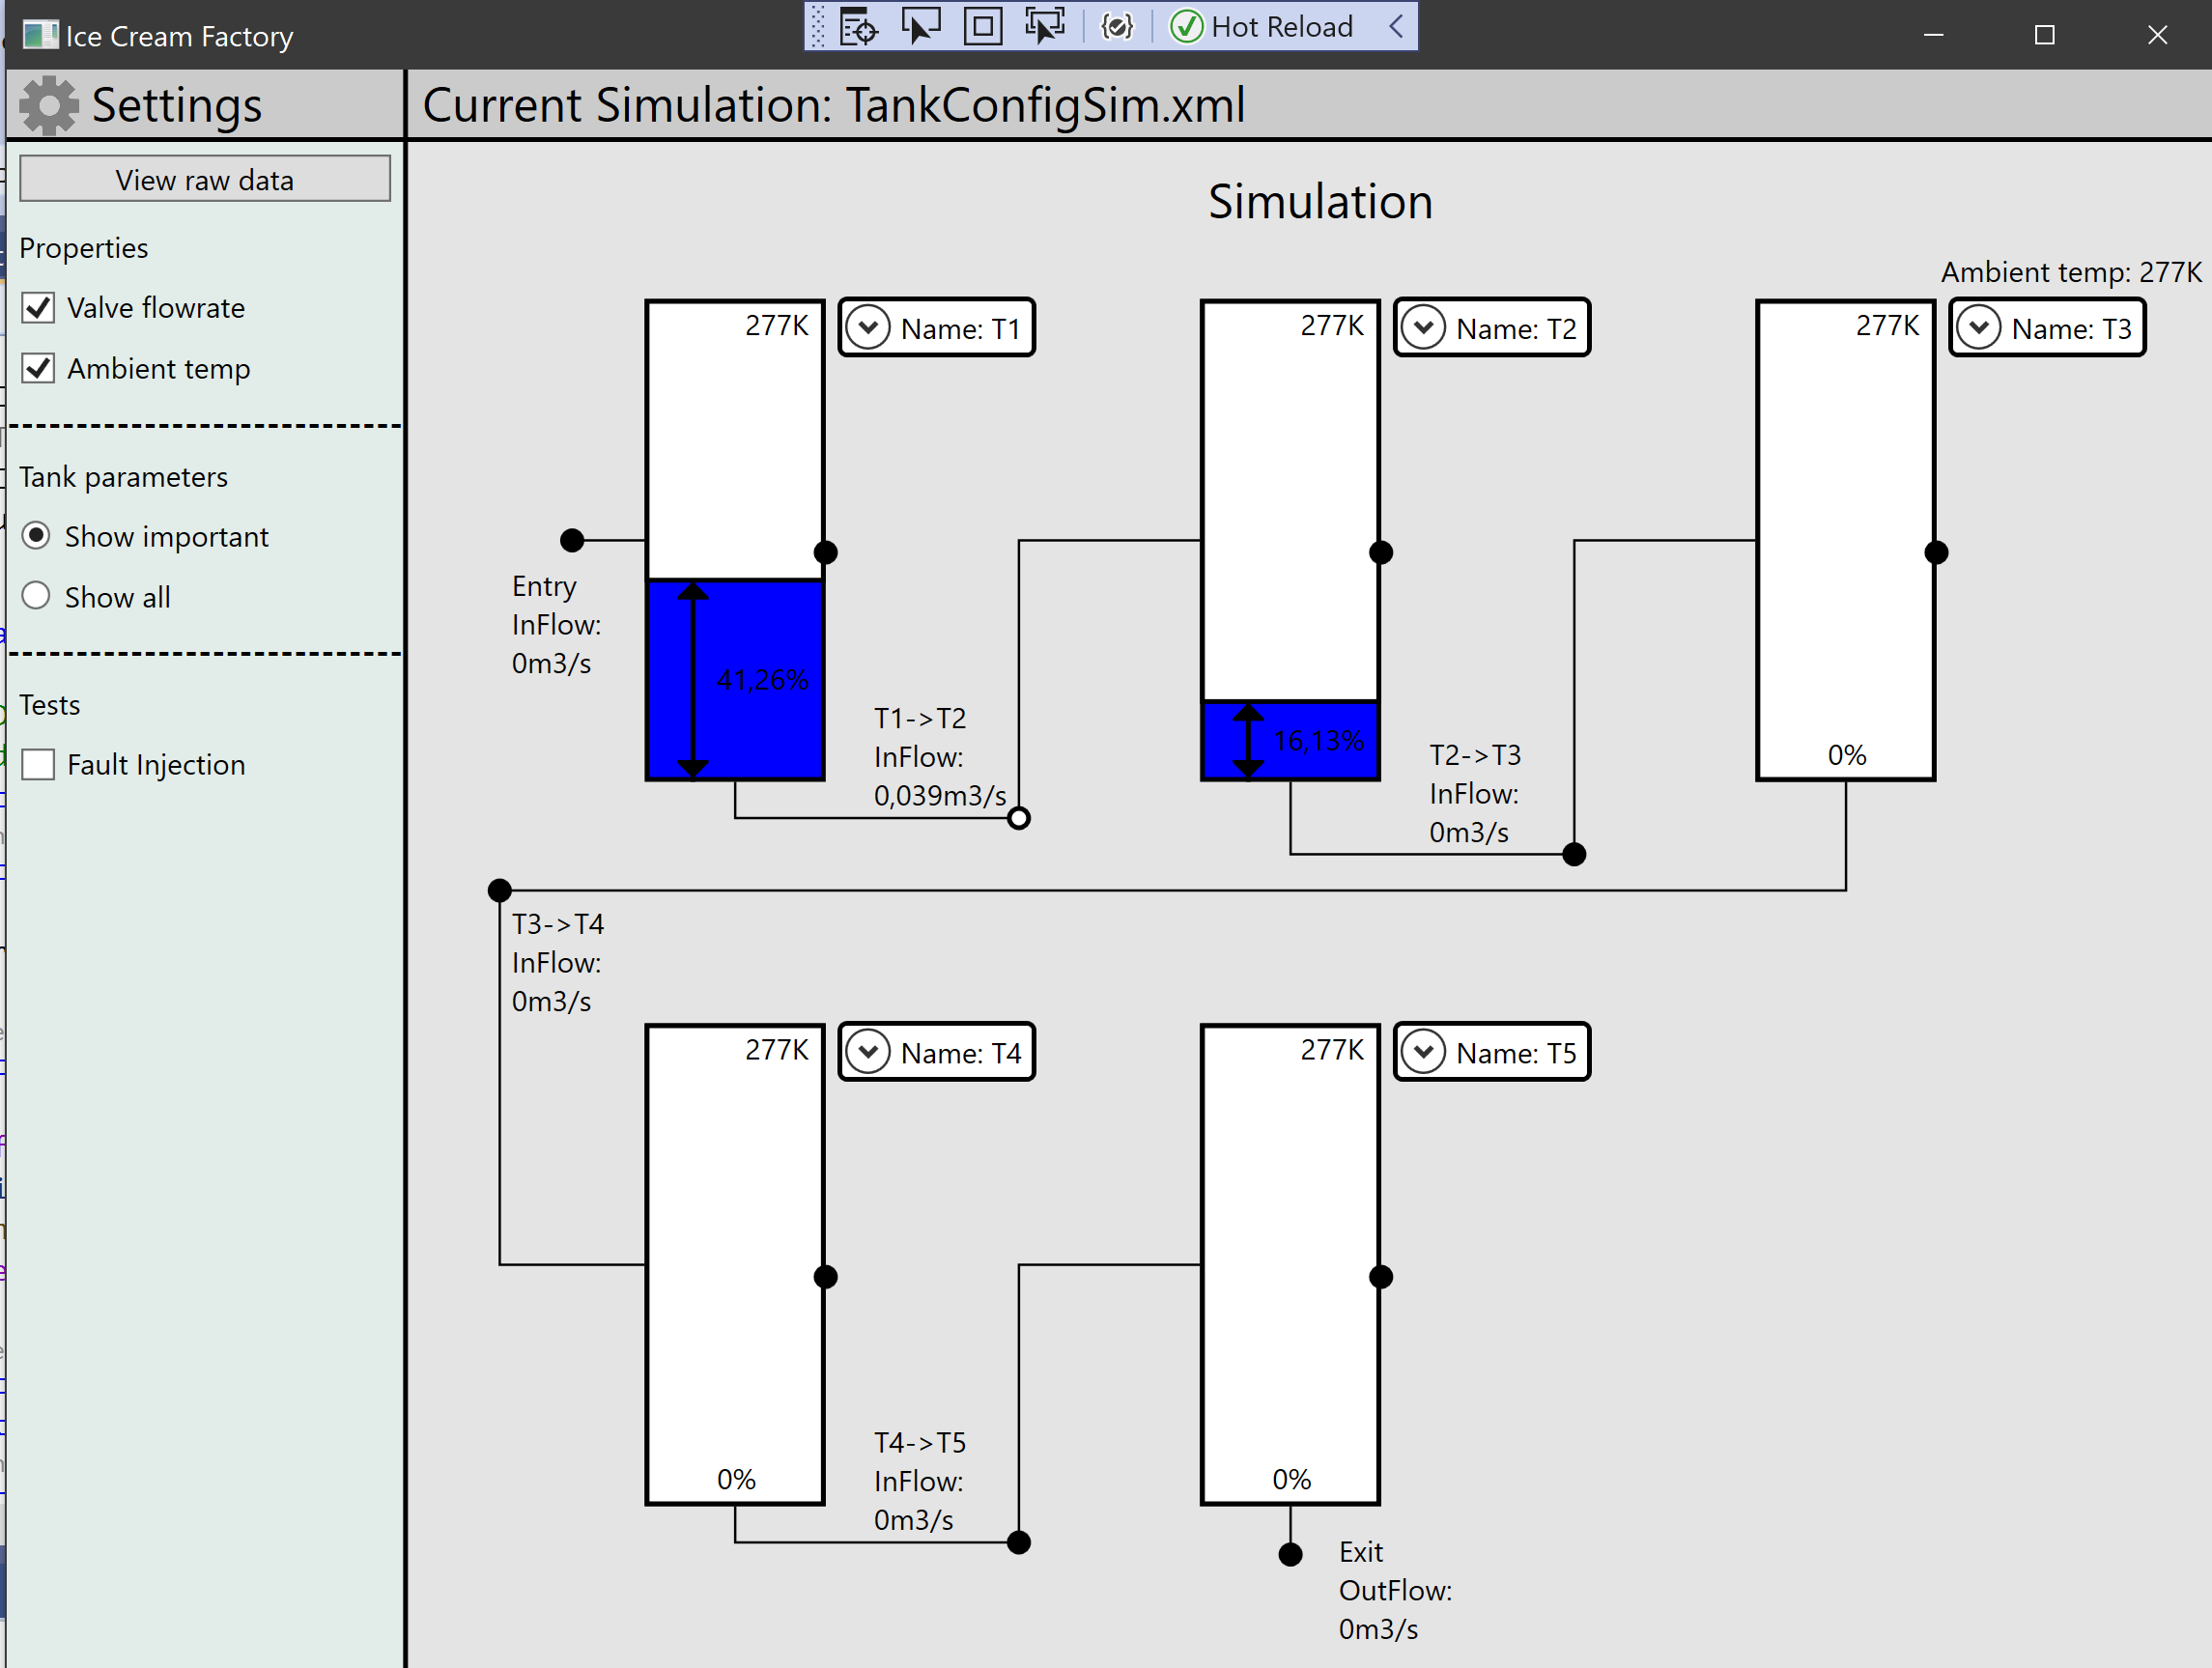 Ice Cream Factory
Hot Reload
Settings
Current Simulation: TankConfigSim.xml
View raw data
Properties
Valve flowrate
Ambient temp
Tank parameters
Show important
Show all
Tests
Fault Injection
Simulation
Ambient temp: 277K
277K
Name: T1
277K
Name: T2
277K
Name: T3
Entry
InFlow:
0m3/s
41,26%
T1->T2
InFlow:
0,039m3/s
16,13%
T2->T3
InFlow:
0m3/s
0%
T3->T4
InFlow:
0m3/s
277K
Name: T4
277K
Name: T5
0%
T4->T5
InFlow:
0m3/s
0%
Exit
OutFlow:
0m3/s